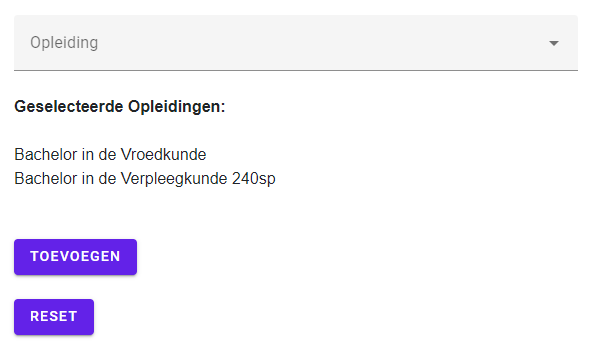 Opleiding
Geselecteerde Opleidingen:
Bachelor in de Vroedkunde
Bachelor in de Verpleegkunde 240sp
TOEVOEGEN
RESET